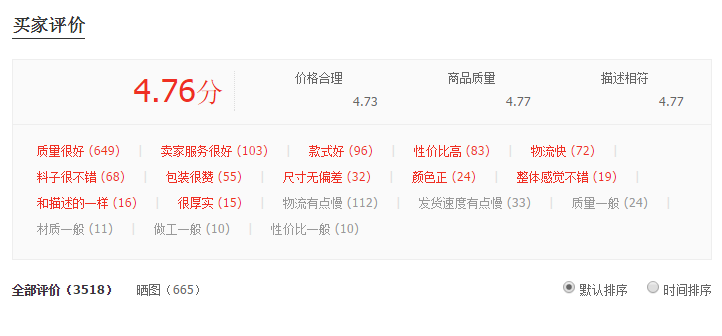 买家评价
4.76分 价格合理 商品质量 描述相符
4.73 4.77 4.77
质量很好 (649) | 卖家服务很好 (103) | 款式好 (96) | 性价比高 (83) | 物流快 (72) |
料子很不错 (68) | 包装很赞 (55) | 尺寸无偏差 (32) | 颜色正 (24) | 整体感觉不错 (19) |
和描述的一样 (16) | 很厚实 (15) | 物流有点慢 (112) | 发货速度有点慢 (33) | 质量一般 (24) |
材质一般 (11) | 做工一般 (10) | 性价比一般 (10)
全部评价（3518） 晒图（665） 默认排序 时间排序